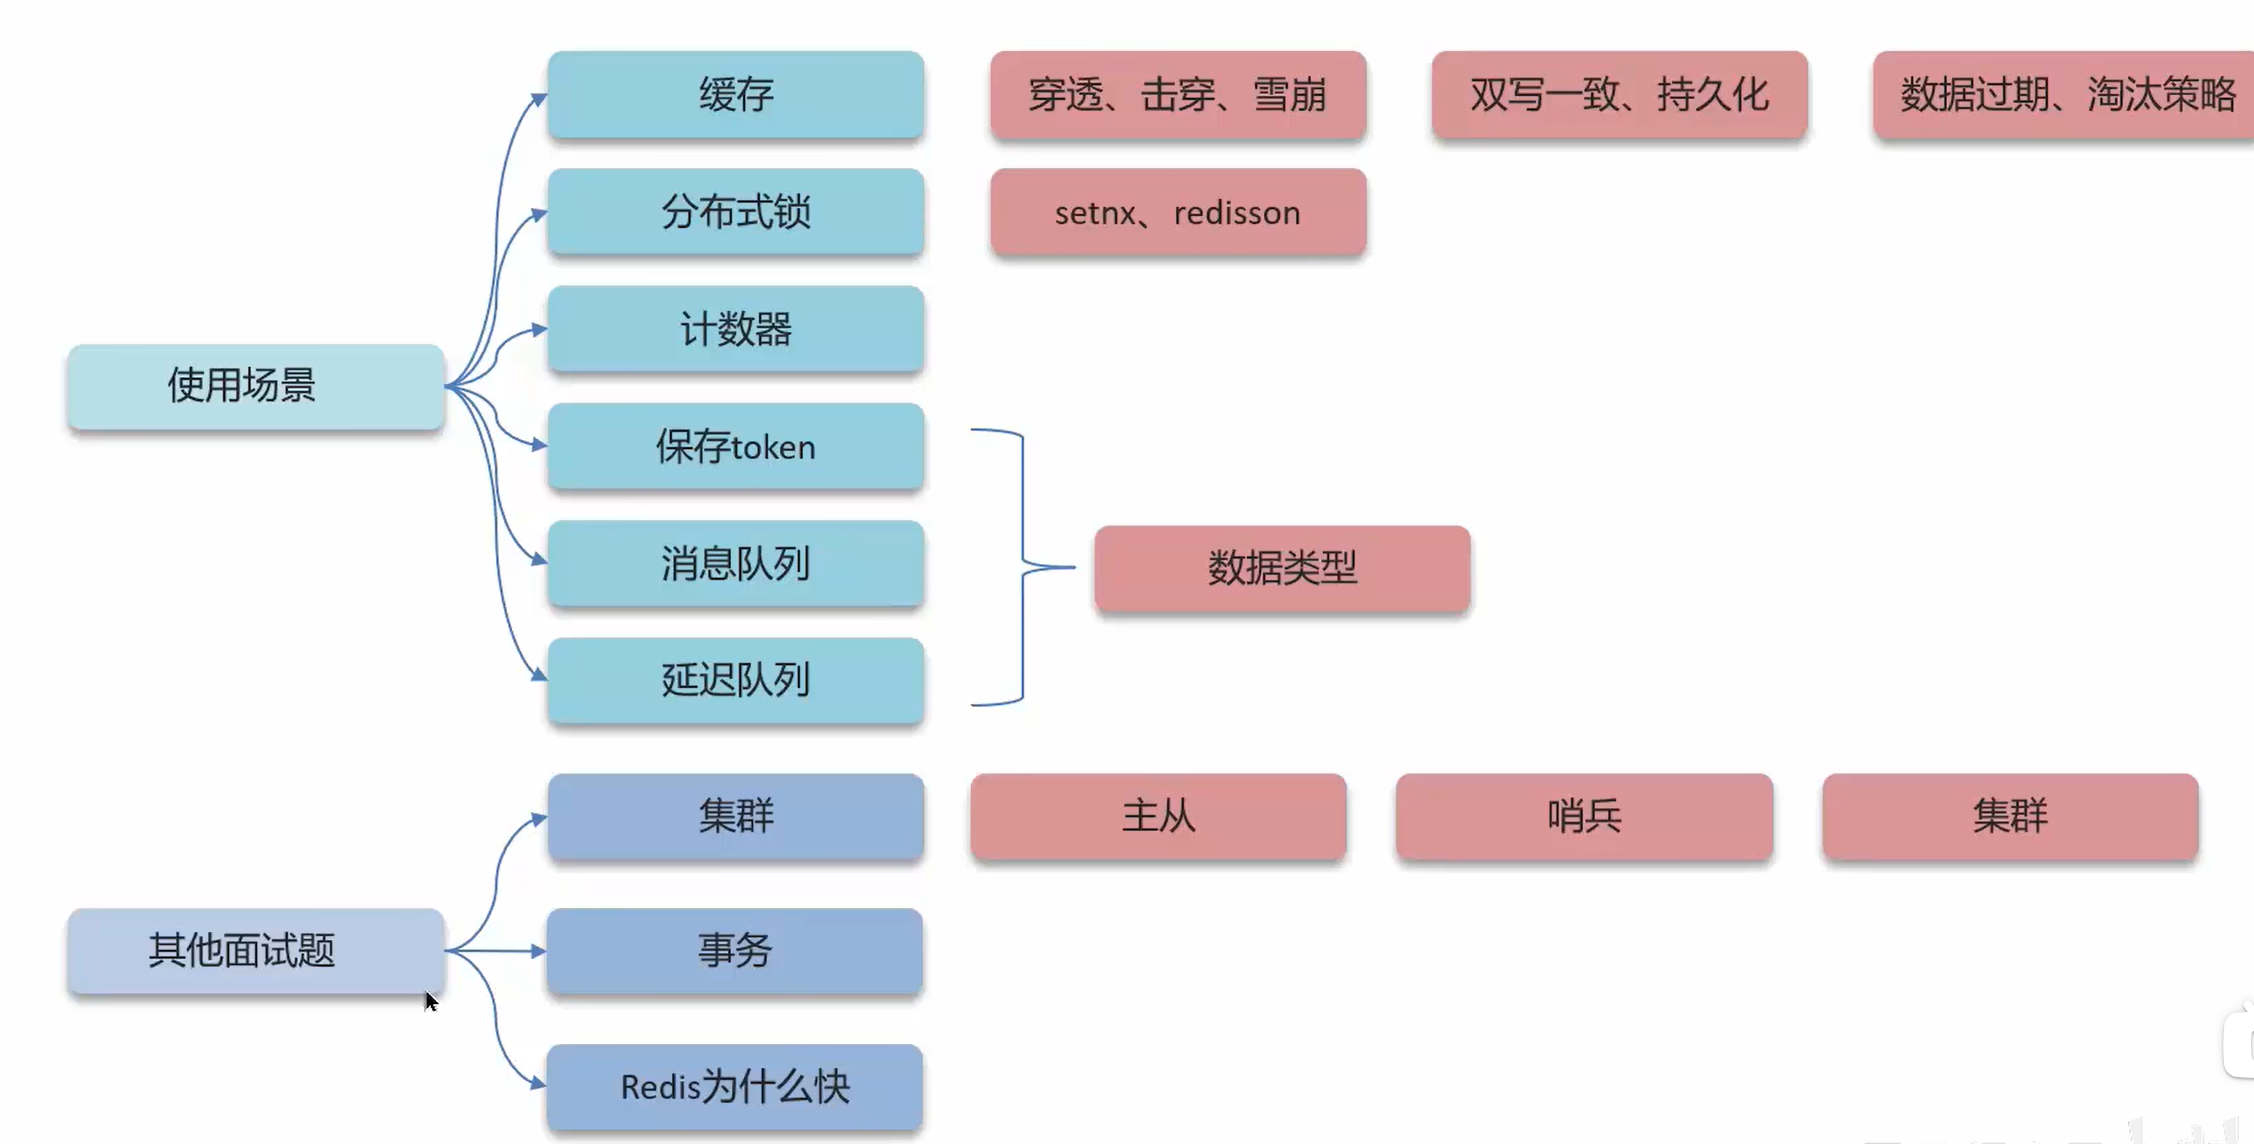 缓存
穿透、击穿、雪崩
双写一致、持久化
数据过期、淘汰策略
分布式锁
setnx、redisson
计数器
使用场景
保存token
消息队列
数据类型
延迟队列
集群
主从
哨兵
集群
其他面试题
事务
Redis为什么快